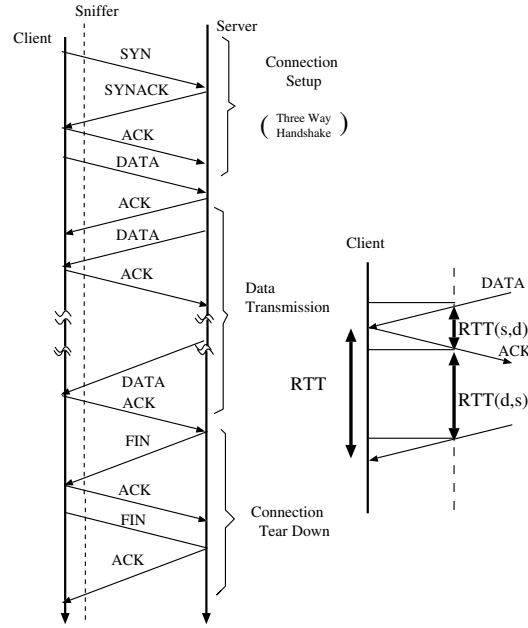 Sniffer
Client
Server
SYN
SYNACK
ACK
DATA
ACK
DATA
ACK
DATA
ACK
FIN
ACK
FIN
ACK
Connection
Setup
( Three Way
Handshake )
Data
Transmission
Connection
Tear Down
Client
DATA
RTT(s,d)
ACK
RTT
RTT(d,s)